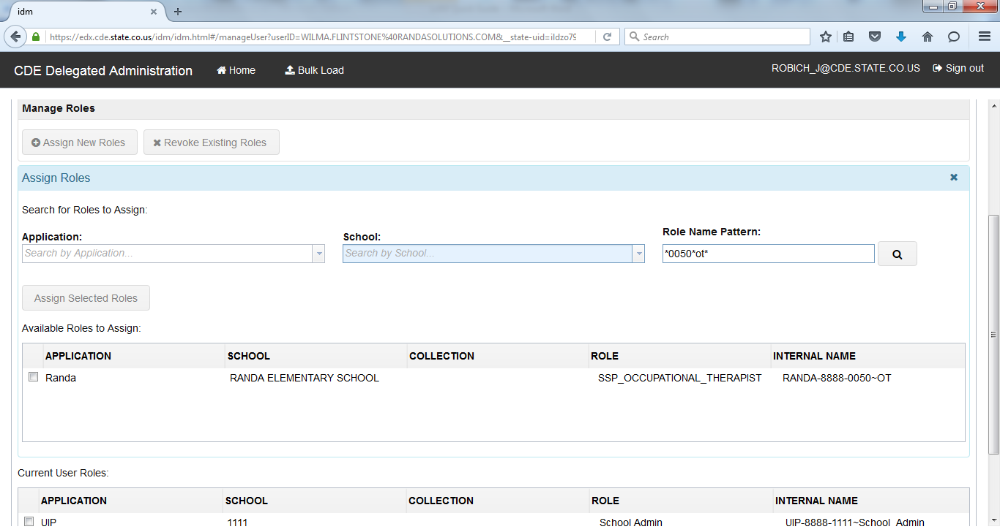 idm
https://edx.cde.state.co.us/idm/idm.html#/manageUser?userID=WILMA.FLINTSTONE%40RANDASOLUTIONS.COM&__state-uid=ildzo79
Search
CDE Delegated Administration Home Bulk Load ROBICH_J@CDE.STATE.CO.US Sign out
Manage Roles
Assign New Roles Revoke Existing Roles
Assign Roles
Search for Roles to Assign:
Application: School: Role Name Pattern:
Search by Application... Search by School... *0050*ot*
Assign Selected Roles
Available Roles to Assign:
APPLICATION SCHOOL COLLECTION ROLE INTERNAL NAME
Randa RANDA ELEMENTARY SCHOOL SSP_OCCUPATIONAL_THERAPIST RANDA-8888-0050~OT
Current User Roles:
APPLICATION SCHOOL COLLECTION ROLE INTERNAL NAME
UIP 1111 School Admin UIP-8888-1111~School_Admin